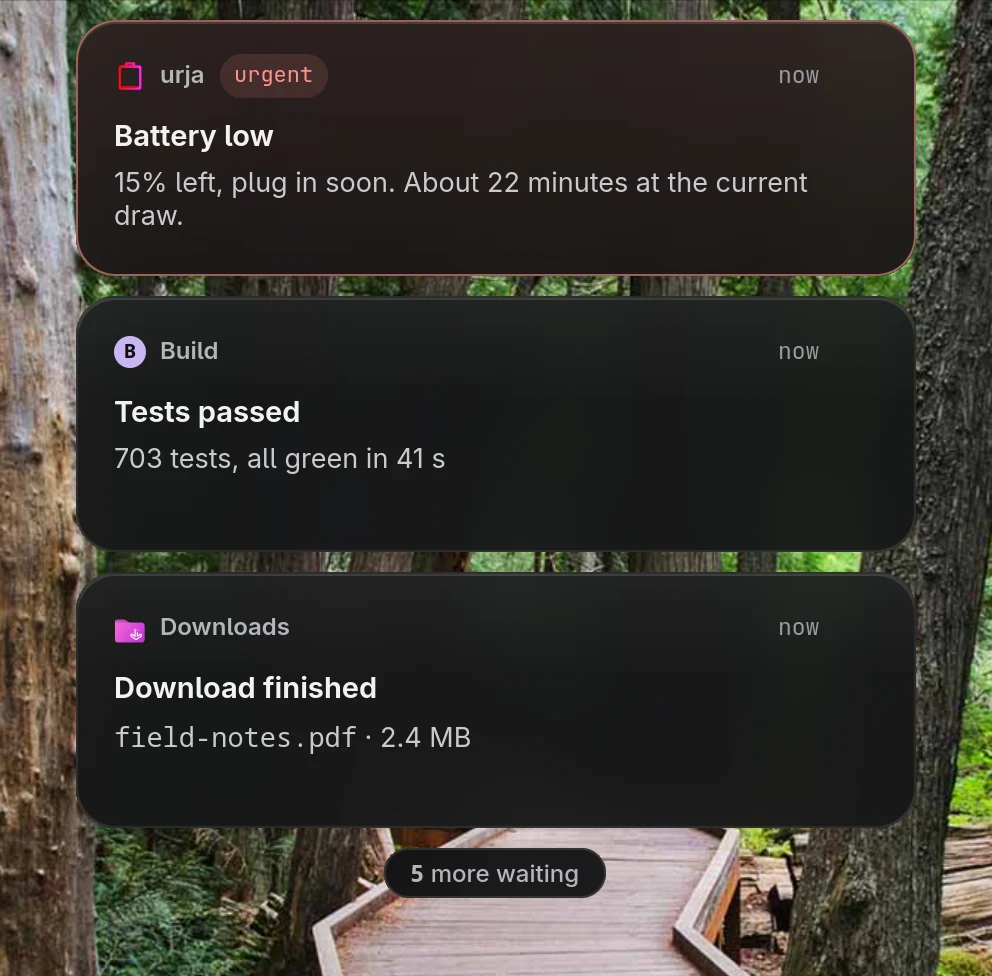 urja urgent now
Battery low
15% left, plug in soon. About 22 minutes at the current
draw.
B Build now
Tests passed
703 tests, all green in 41 s
Downloads now
Download finished
field-notes.pdf · 2.4 MB
5 more waiting